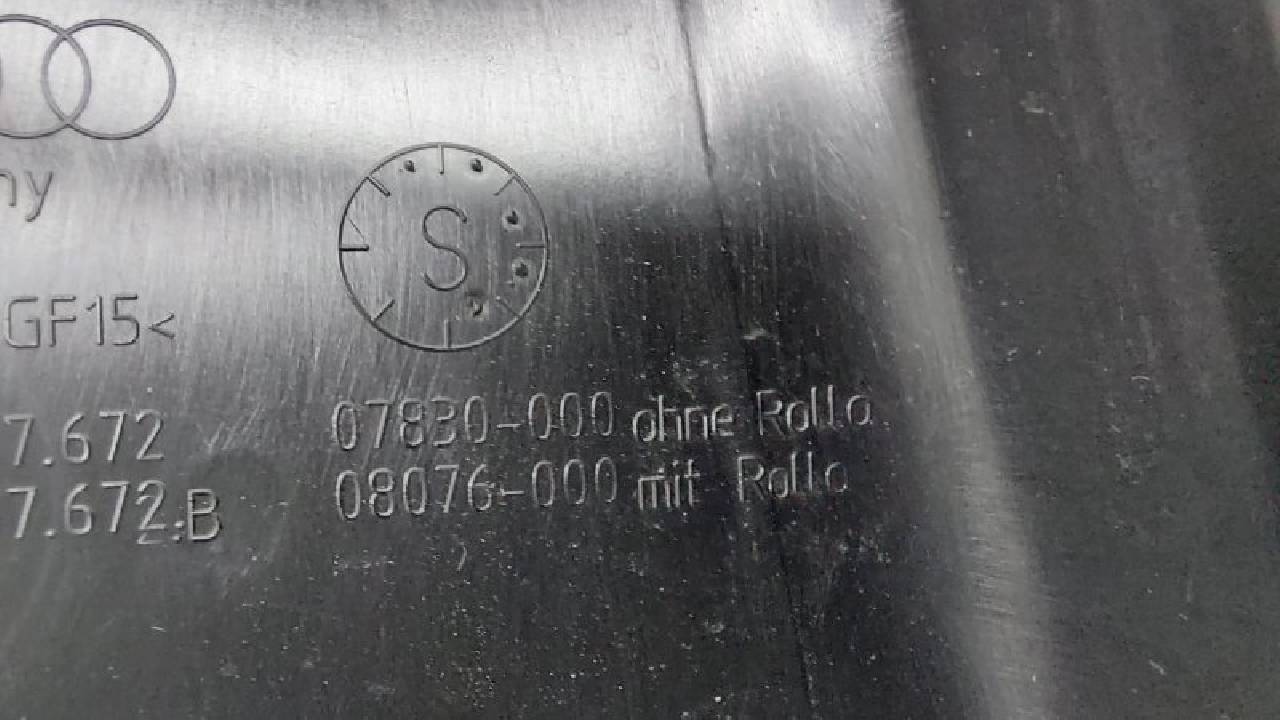 ny
S
GF15<
7.672 07830-000 ohne Rollo
7.672.B 08076-000 mit Rollo